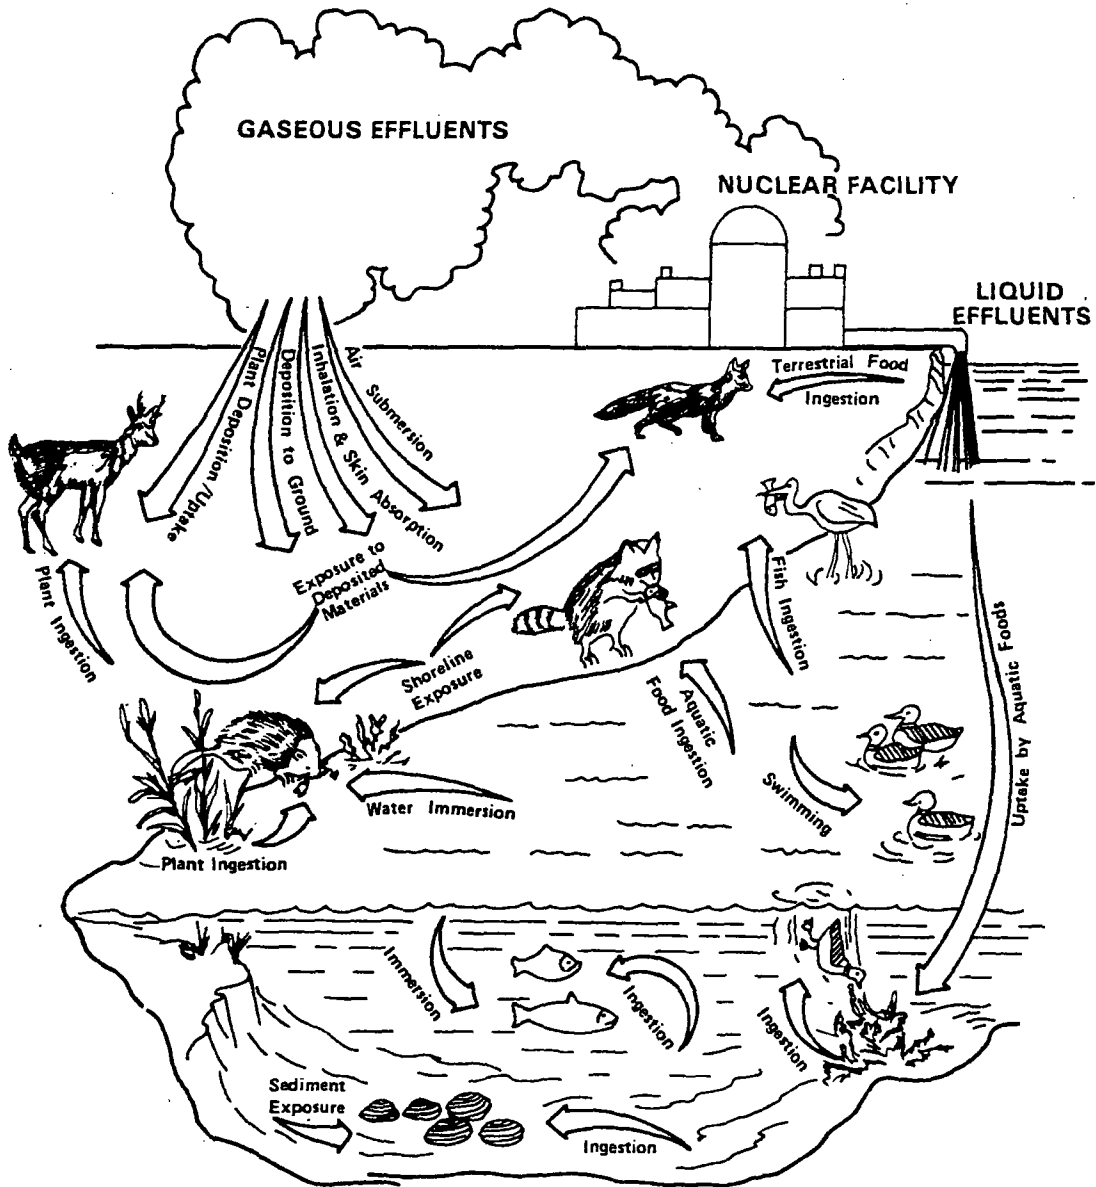 GASEOUS EFFLUENTS
NUCLEAR FACILITY
LIQUID
EFFLUENTS
Terrestrial Food
Ingestion
Air Submersion
Inhalation & Skin Absorption
Deposition to Ground
Plant Deposition/Uptake
Exposure to
Deposited
Materials
Plant Ingestion
Fish Ingestion
Shoreline
Exposure
Aquatic
Food Ingestion
Uptake by Aquatic Foods
Swimming
Water Immersion
Plant Ingestion
Immersion
Ingestion
Ingestion
Sediment
Exposure
Ingestion